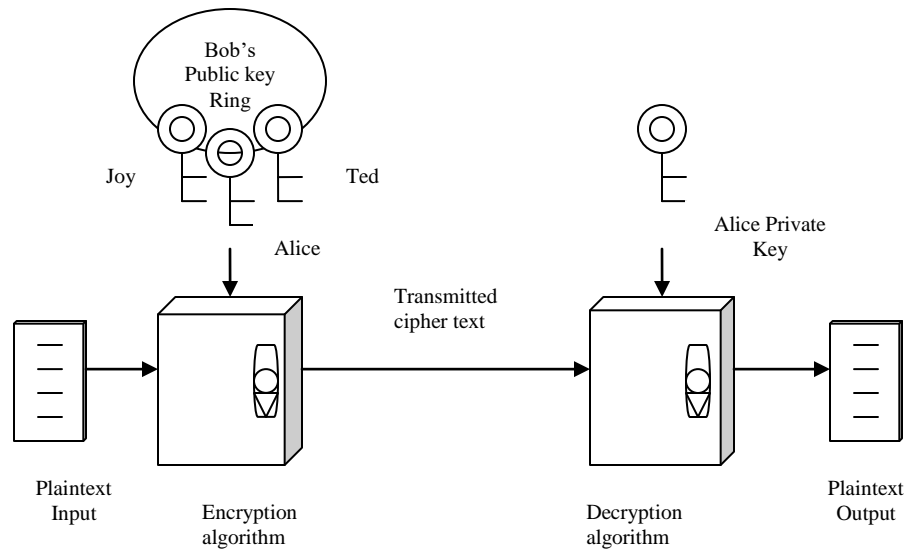 Bob’s
Public key
Ring
Joy
Ted
Alice
Alice Private
Key
Transmitted
cipher text
Plaintext
Input
Encryption
algorithm
Decryption
algorithm
Plaintext
Output